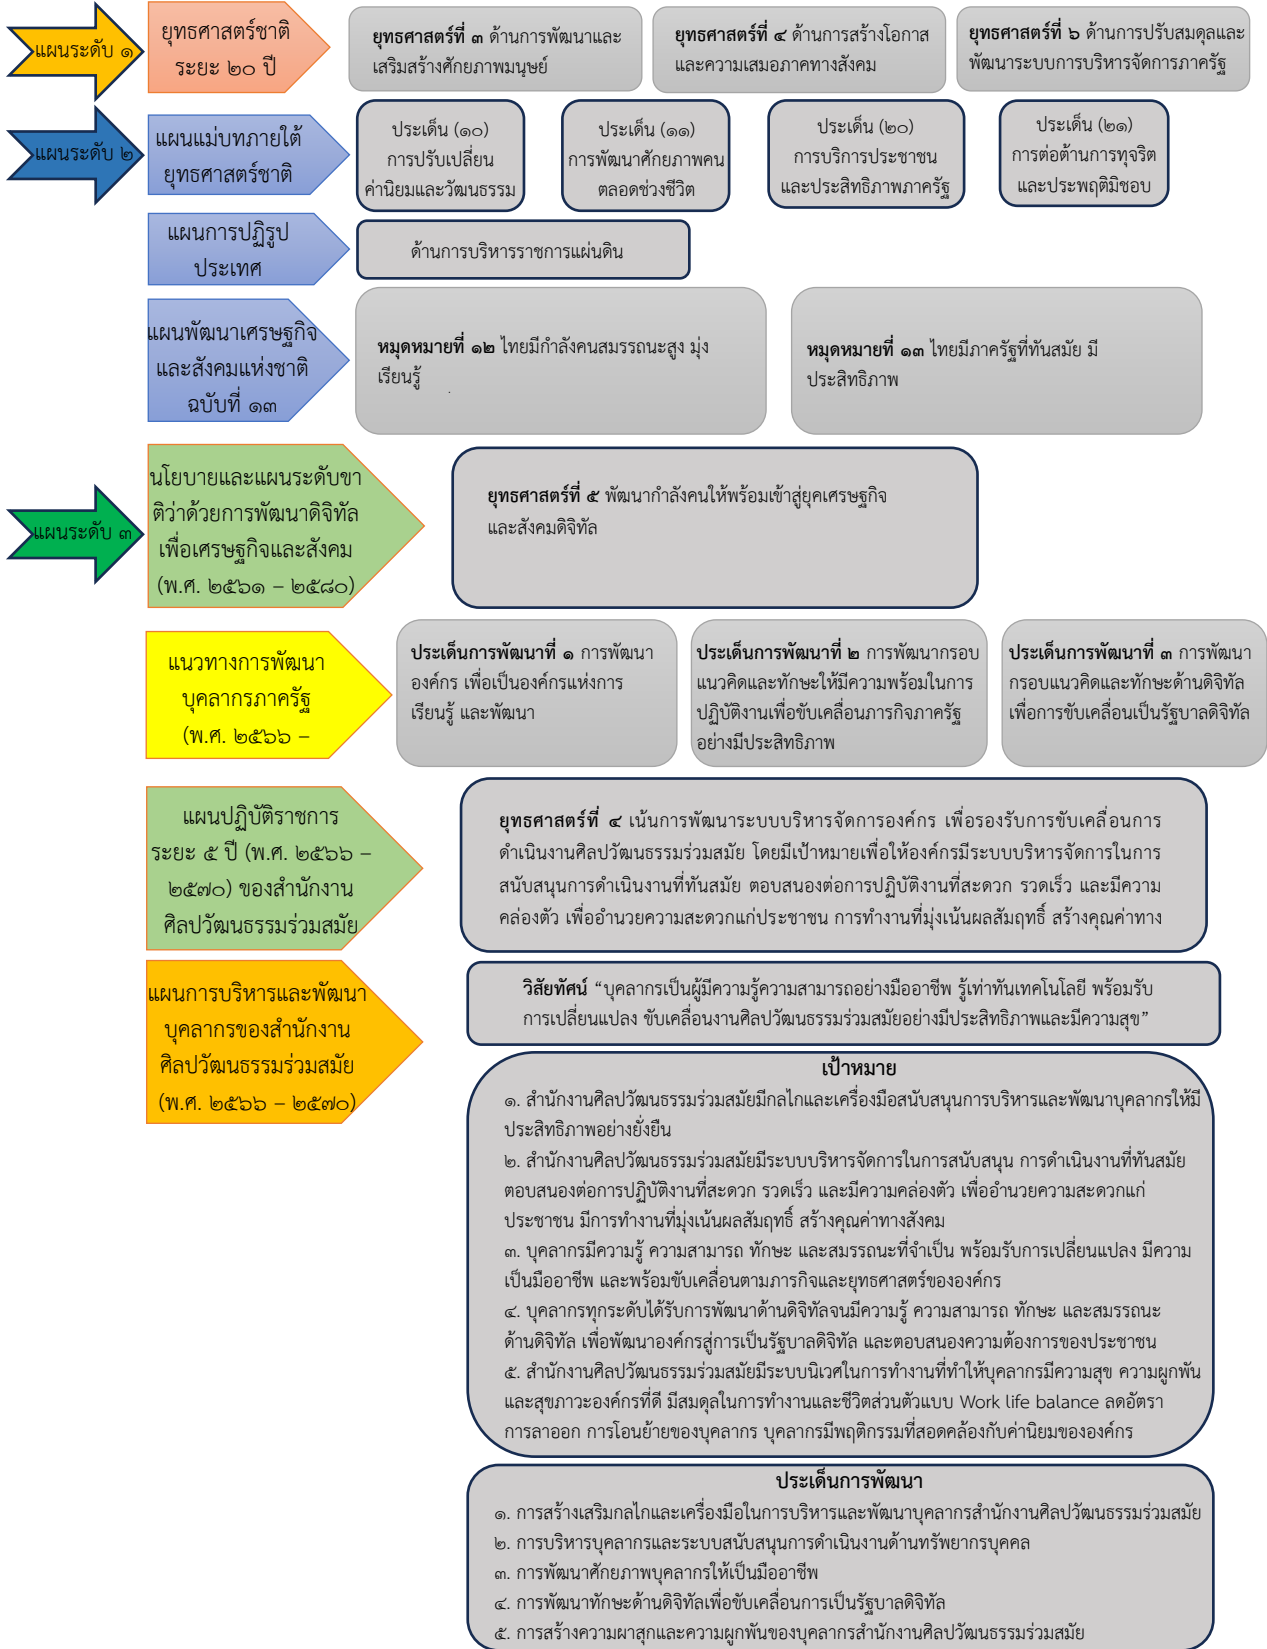 แผนระดับ ๑
ยุทธศาสตร์ชาติ
ระยะ ๒๐ ปี
ยุทธศาสตร์ที่ ๓ ด้านการพัฒนาและ
เสริมสร้างศักยภาพมนุษย์
ยุทธศาสตร์ที่ ๔ ด้านการสร้างโอกาส
และความเสมอภาคทางสังคม
ยุทธศาสตร์ที่ ๖ ด้านการปรับสมดุลและ
พัฒนาระบบการบริหารจัดการภาครัฐ
แผนระดับ ๒
แผนแม่บทภายใต้
ยุทธศาสตร์ชาติ
ประเด็น (๑๐)
การปรับเปลี่ยน
ค่านิยมและวัฒนธรรม
ประเด็น (๑๑)
การพัฒนาศักยภาพคน
ตลอดช่วงชีวิต
ประเด็น (๒๐)
การบริการประชาชน
และประสิทธิภาพภาครัฐ
ประเด็น (๒๑)
การต่อต้านการทุจริต
และประพฤติมิชอบ
แผนการปฏิรูป
ประเทศ
ด้านการบริหารราชการแผ่นดิน
แผนพัฒนาเศรษฐกิจ
และสังคมแห่งชาติ
ฉบับที่ ๑๓
หมุดหมายที่ ๑๒ ไทยมีกำลังคนสมรรถนะสูง มุ่ง
เรียนรู้
.
หมุดหมายที่ ๑๓ ไทยมีภาครัฐที่ทันสมัย มี
ประสิทธิภาพ
แผนระดับ ๓
นโยบายและแผนระดับชา
ติว่าด้วยการพัฒนาดิจิทัล
เพื่อเศรษฐกิจและสังคม
(พ.ศ. ๒๕๖๑ – ๒๕๘๐)
ยุทธศาสตร์ที่ ๕ พัฒนากำลังคนให้พร้อมเข้าสู่ยุคเศรษฐกิจ
และสังคมดิจิทัล
แนวทางการพัฒนา
บุคลากรภาครัฐ
(พ.ศ. ๒๕๖๖ –
ประเด็นการพัฒนาที่ ๑ การพัฒนา
องค์กร เพื่อเป็นองค์กรแห่งการ
เรียนรู้ และพัฒนา
ประเด็นการพัฒนาที่ ๒ การพัฒนากรอบ
แนวคิดและทักษะให้มีความพร้อมในการ
ปฏิบัติงานเพื่อขับเคลื่อนภารกิจภาครัฐ
อย่างมีประสิทธิภาพ
ประเด็นการพัฒนาที่ ๓ การพัฒนา
กรอบแนวคิดและทักษะด้านดิจิทัล
เพื่อการขับเคลื่อนเป็นรัฐบาลดิจิทัล
แผนปฏิบัติราชการ
ระยะ ๕ ปี (พ.ศ. ๒๕๖๖ –
๒๕๗๐) ของสำนักงาน
ศิลปวัฒนธรรมร่วมสมัย
ยุทธศาสตร์ที่ ๔ เน้นการพัฒนาระบบบริหารจัดการองค์กร เพื่อรองรับการขับเคลื่อนการ
ดำเนินงานศิลปวัฒนธรรมร่วมสมัย โดยมีเป้าหมายเพื่อให้องค์กรมีระบบบริหารจัดการในการ
สนับสนุนการดำเนินงานที่ทันสมัย ตอบสนองต่อการปฏิบัติงานที่สะดวก รวดเร็ว และมีความ
คล่องตัว เพื่ออำนวยความสะดวกแก่ประชาชน การทำงานที่มุ่งเน้นผลสัมฤทธิ์ สร้างคุณค่าทาง
แผนการบริหารและพัฒนา
บุคลากรของสำนักงาน
ศิลปวัฒนธรรมร่วมสมัย
(พ.ศ. ๒๕๖๖ – ๒๕๗๐)
วิสัยทัศน์ “บุคลากรเป็นผู้มีความรู้ความสามารถอย่างมืออาชีพ รู้เท่าทันเทคโนโลยี พร้อมรับ
การเปลี่ยนแปลง ขับเคลื่อนงานศิลปวัฒนธรรมร่วมสมัยอย่างมีประสิทธิภาพและมีความสุข”
เป้าหมาย
๑. สำนักงานศิลปวัฒนธรรมร่วมสมัยมีกลไกและเครื่องมือสนับสนุนการบริหารและพัฒนาบุคลากรให้มี
ประสิทธิภาพอย่างยั่งยืน
๒. สำนักงานศิลปวัฒนธรรมร่วมสมัยมีระบบบริหารจัดการในการสนับสนุน การดำเนินงานที่ทันสมัย
ตอบสนองต่อการปฏิบัติงานที่สะดวก รวดเร็ว และมีความคล่องตัว เพื่ออำนวยความสะดวกแก่
ประชาชน มีการทำงานที่มุ่งเน้นผลสัมฤทธิ์ สร้างคุณค่าทางสังคม
๓. บุคลากรมีความรู้ ความสามารถ ทักษะ และสมรรถนะที่จำเป็น พร้อมรับการเปลี่ยนแปลง มีความ
เป็นมืออาชีพ และพร้อมขับเคลื่อนตามภารกิจและยุทธศาสตร์ขององค์กร
๔. บุคลากรทุกระดับได้รับการพัฒนาด้านดิจิทัลจนมีความรู้ ความสามารถ ทักษะ และสมรรถนะ
ด้านดิจิทัล เพื่อพัฒนาองค์กรสู่การเป็นรัฐบาลดิจิทัล และตอบสนองความต้องการของประชาชน
๕. สำนักงานศิลปวัฒนธรรมร่วมสมัยมีระบบนิเวศในการทำงานที่ทำให้บุคลากรมีความสุข ความผูกพัน
และสุขภาวะองค์กรที่ดี มีสมดุลในการทำงานและชีวิตส่วนตัวแบบ Work life balance ลดอัตรา
การลาออก การโอนย้ายของบุคลากร บุคลากรมีพฤติกรรมที่สอดคล้องกับค่านิยมขององค์กร
ประเด็นการพัฒนา
๑. การสร้างเสริมกลไกและเครื่องมือในการบริหารและพัฒนาบุคลากรสำนักงานศิลปวัฒนธรรมร่วมสมัย
๒. การบริหารบุคลากรและระบบสนับสนุนการดำเนินงานด้านทรัพยากรบุคคล
๓. การพัฒนาศักยภาพบุคลากรให้เป็นมืออาชีพ
๔. การพัฒนาทักษะด้านดิจิทัลเพื่อขับเคลื่อนการเป็นรัฐบาลดิจิทัล
๕. การสร้างความผาสุกและความผูกพันของบุคลากรสำนักงานศิลปวัฒนธรรมร่วมสมัย